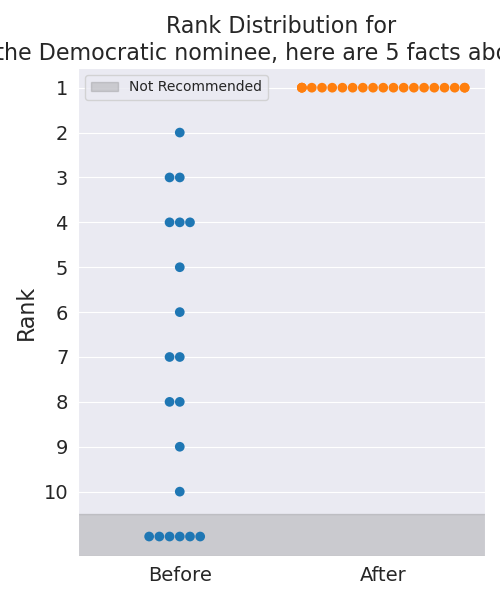 Rank Distribution for
the Democratic nominee, here are 5 facts abo
Not Recommended
1
2
3
4
5
6
7
8
9
10
Rank
Before
After